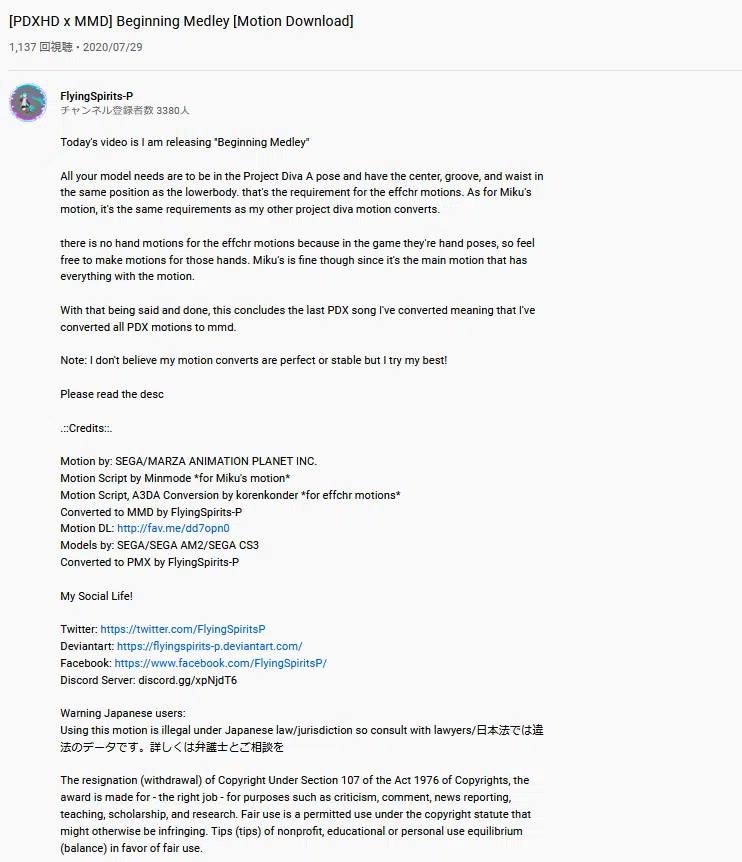 [PDXHD x MMD] Beginning Medley [Motion Download]
1,137 回視聴・2020/07/29
FlyingSpirits-P
チャンネル登録者数 3380人
Today's video is I am releasing "Beginning Medley"
All your model needs are to be in the Project Diva A pose and have the center, groove, and waist in
the same position as the lowerbody. that's the requirement for the effchr motions. As for Miku's
motion, it's the same requirements as my other project diva motion converts.
there is no hand motions for the effchr motions because in the game they're hand poses, so feel
free to make motions for those hands. Miku's is fine though since it's the main motion that has
everything with the motion.
With that being said and done, this concludes the last PDX song I've converted meaning that I've
converted all PDX motions to mmd.
Note: I don't believe my motion converts are perfect or stable but I try my best!
Please read the desc
.::Credits::.
Motion by: SEGA/MARZA ANIMATION PLANET INC.
Motion Script by Minmode *for Miku's motion*
Motion Script, A3DA Conversion by korenkonder *for effchr motions*
Converted to MMD by FlyingSpirits-P
Motion DL: http://fav.me/dd7opn0
Models by: SEGA/SEGA AM2/SEGA CS3
Converted to PMX by FlyingSpirits-P
My Social Life!
Twitter: https://twitter.com/FlyingSpiritsP
Deviantart: https://flyingspirits-p.deviantart.com/
Facebook: https://www.facebook.com/FlyingSpiritsP/
Discord Server: discord.gg/xpNjdT6
Warning Japanese users:
Using this motion is illegal under Japanese law/jurisdiction so consult with lawyers/日本法では違
法のデータです。詳しくは弁護士とご相談を
The resignation (withdrawal) of Copyright Under Section 107 of the Act 1976 of Copyrights, the
award is made for - the right job - for purposes such as criticism, comment, news reporting,
teaching, scholarship, and research. Fair use is a permitted use under the copyright statute that
might otherwise be infringing. Tips (tips) of nonprofit, educational or personal use equilibrium
(balance) in favor of fair use.